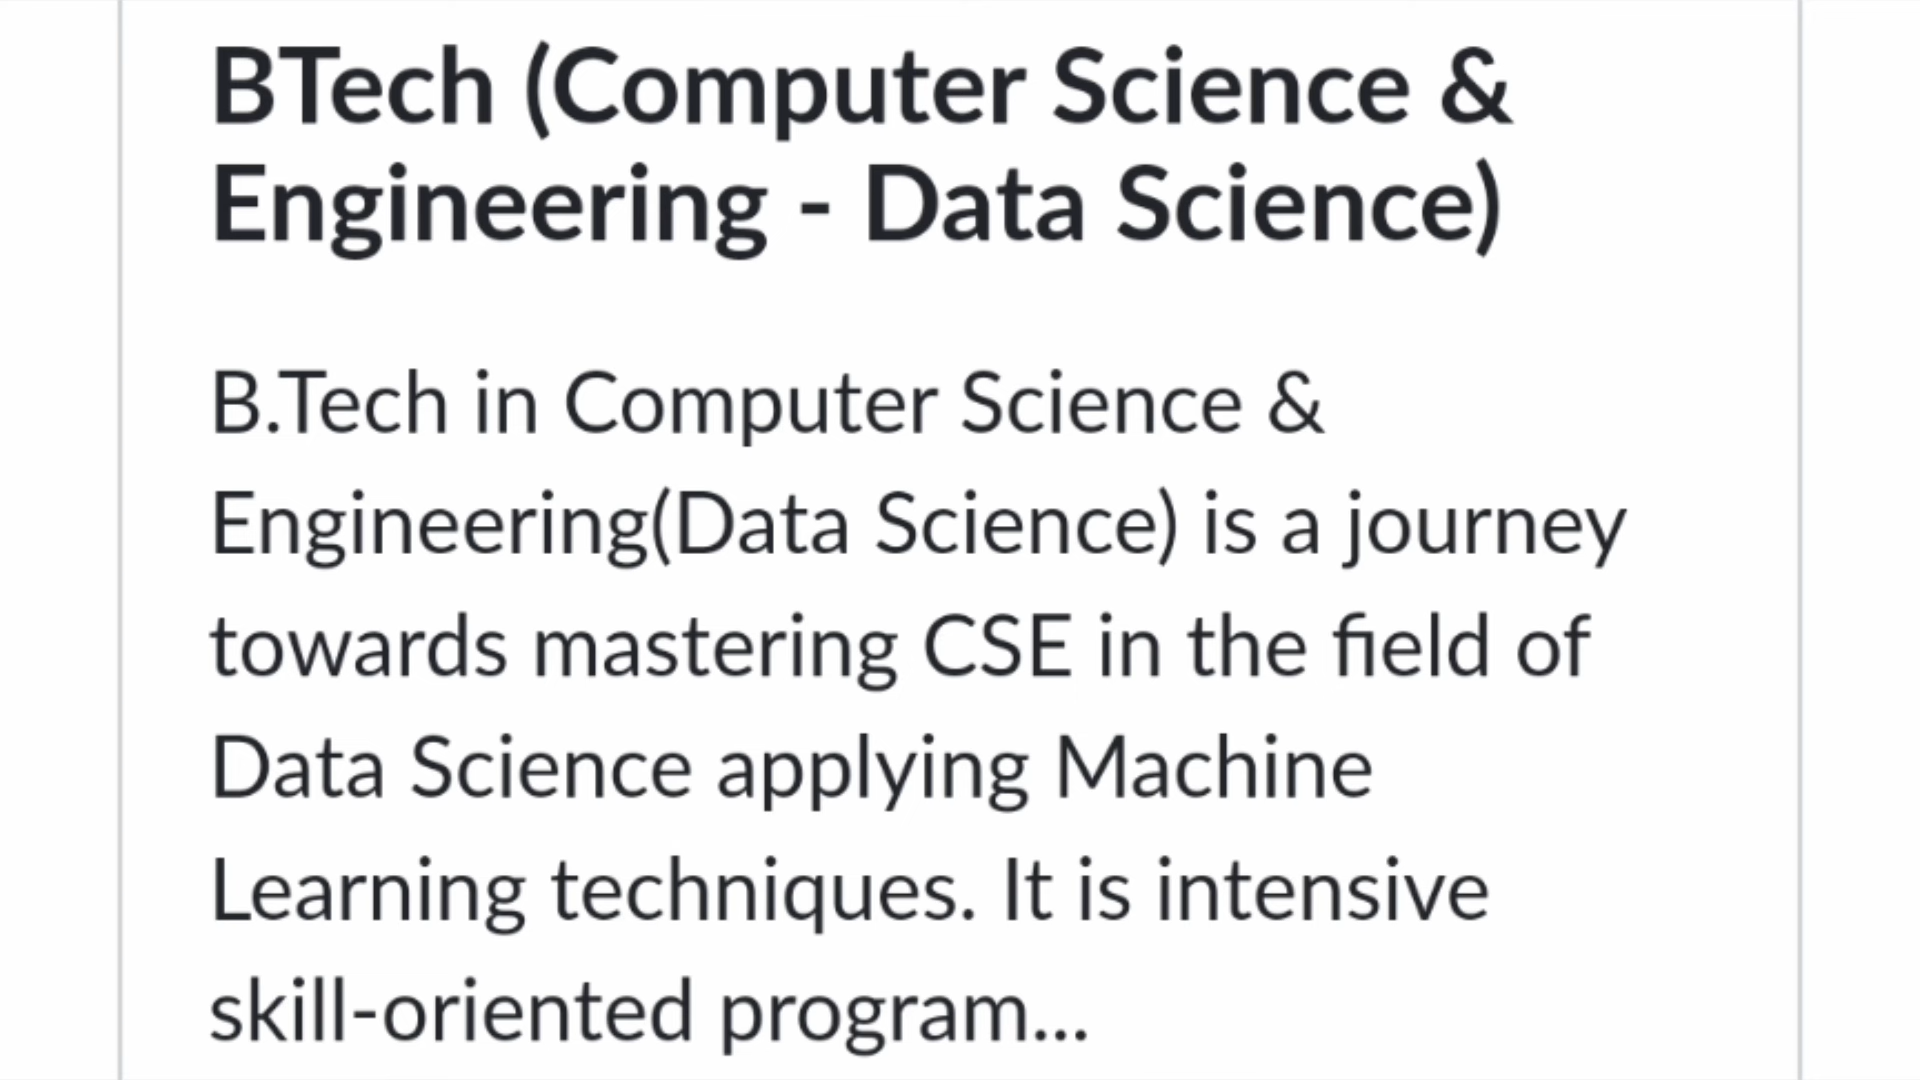 BTech (Computer Science &
Engineering - Data Science)
B.Tech in Computer Science &
Engineering(Data Science) is a journey
towards mastering CSE in the field of
Data Science applying Machine
Learning techniques. It is intensive
skill-oriented program...